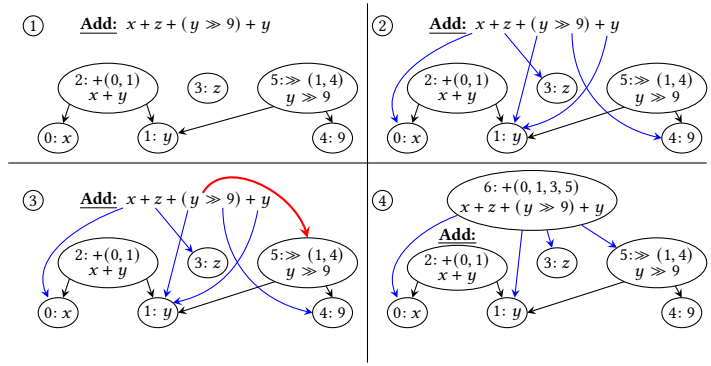 ① Add: x + z + (y ≫ 9) + y
2: +(0, 1)
x + y
3: z
5:≫ (1, 4)
y ≫ 9
0: x
1: y
4: 9
② Add: x + z + (y ≫ 9) + y
2: +(0, 1)
x + y
3: z
5:≫ (1, 4)
y ≫ 9
0: x
1: y
4: 9
③ Add: x + z + (y ≫ 9) + y
2: +(0, 1)
x + y
3: z
5:≫ (1, 4)
y ≫ 9
0: x
1: y
4: 9
④ 6: +(0, 1, 3, 5)
x + z + (y ≫ 9) + y
Add:
2: +(0, 1)
x + y
3: z
5:≫ (1, 4)
y ≫ 9
0: x
1: y
4: 9